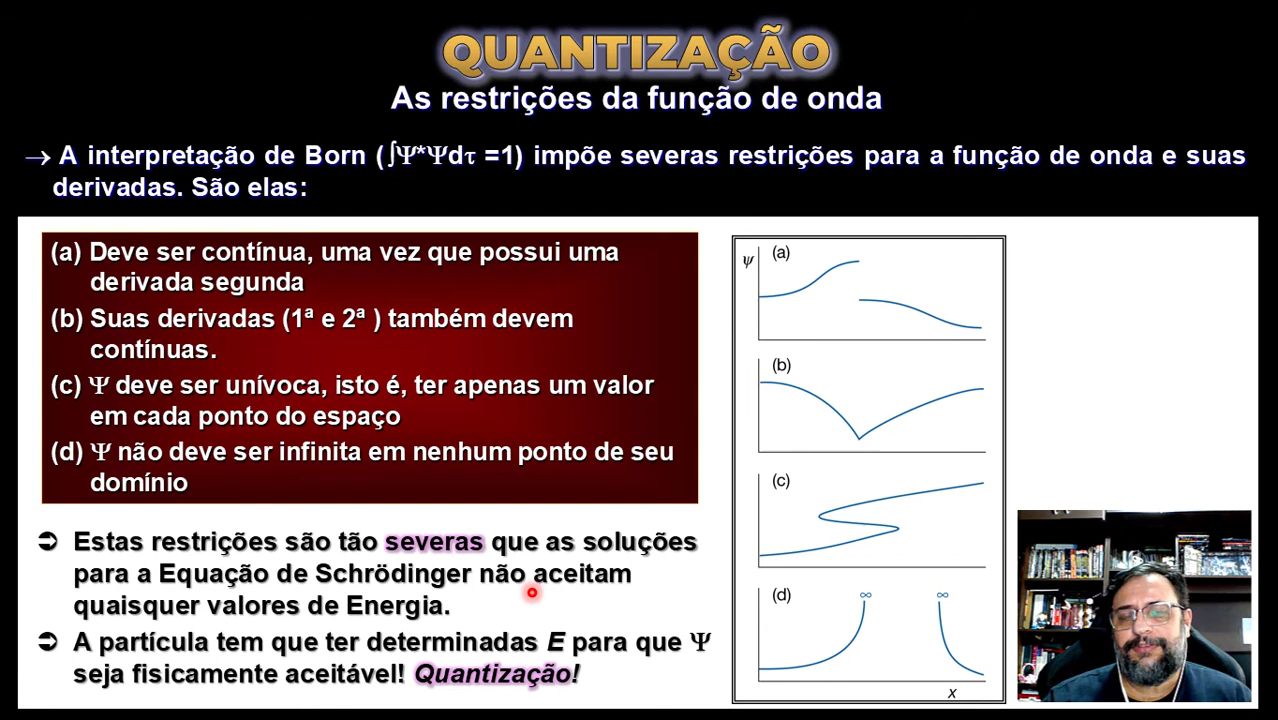 QUANTIZAÇÃO
As restrições da função de onda
→ A interpretação de Born (∫Ψ*Ψdτ =1) impõe severas restrições para a função de onda e suas
derivadas. São elas:
(a) Deve ser contínua, uma vez que possui uma
derivada segunda
(b) Suas derivadas (1ª e 2ª ) também devem
contínuas.
(c) Ψ deve ser unívoca, isto é, ter apenas um valor
em cada ponto do espaço
(d) Ψ não deve ser infinita em nenhum ponto de seu
domínio
➲ Estas restrições são tão severas que as soluções
para a Equação de Schrödinger não aceitam
quaisquer valores de Energia.
➲ A partícula tem que ter determinadas E para que Ψ
seja fisicamente aceitável! Quantização!
ψ
(a)
(b)
(c)
(d)
∞ ∞
x